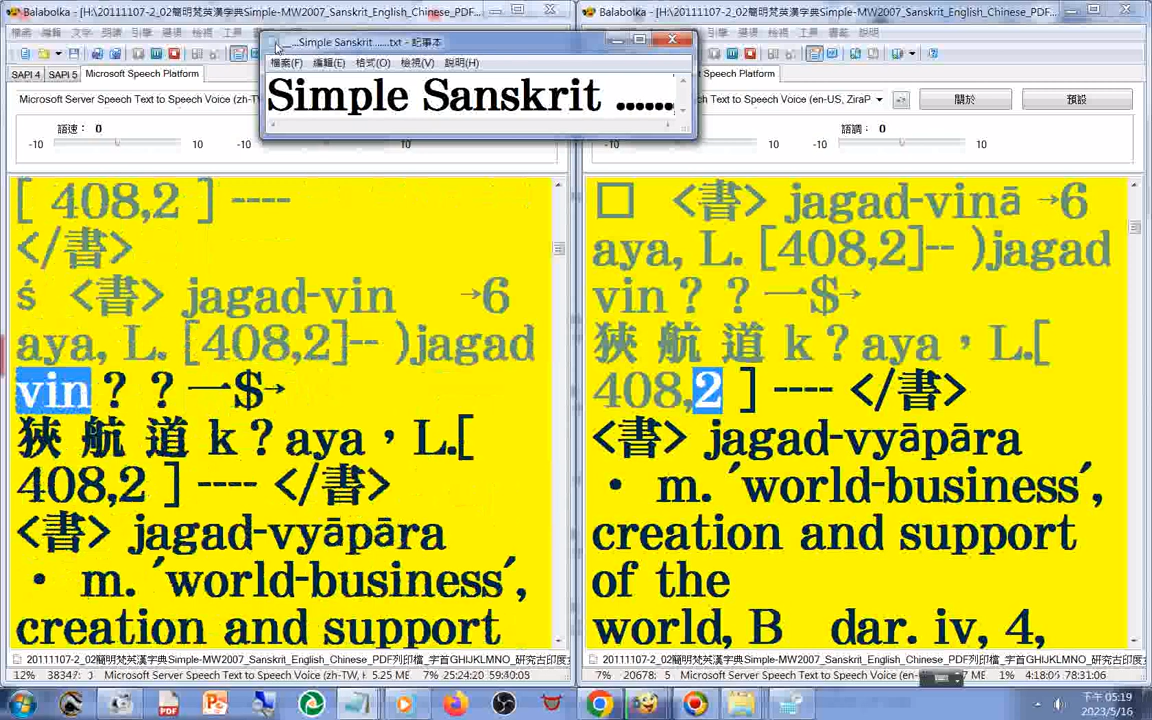 Balabolka - [H:\20111107-2_02簡明梵英漢字典Simple-MW2007_Sanskrit_English_Chinese_PDF...
Balabolka - [H:\20111107-2_02簡明梵英漢字典Simple-MW2007_Sanskrit_English_Chinese_PDF...
檔案 編輯 文字 朗讀
__...Simple Sanskrit ......txt - 記事本
檔案(F) 編輯(E) 格式(O) 檢視(V) 說明(H)
Simple Sanskrit ......
SAPI 4 SAPI 5 Microsoft Speech Platform
Speech Platform
Microsoft Server Speech Text to Speech Voice (zh-TW
ft Server Speech Text to Speech Voice (en-US, ZiraP
關於
預設
語速： 0
-10 10 10
語調： 0
-10 -10 10
[ 408,2 ] ----
</書>
ś <書> jagad-vin →6
aya, L. [408,2]-- )jagad
vin？？一$→
狹 航 道 k？aya，L.[
408,2 ] ---- </書>
<書> jagad-vyāpāra
• m. ′world-business′,
creation and support
□ <書> jagad-vinā →6
aya, L. [408,2]-- )jagad
vin？？一$→
狹 航 道 k？aya，L.[
408,2 ] ---- </書>
<書> jagad-vyāpāra
• m. ′world-business′,
creation and support
of the
world, B dar. iv, 4,
20111107-2_02簡明梵英漢字典Simple-MW2007_Sanskrit_English_Chinese_PDF列印檔_字首GHIJKLMNO_研究古印度
20111107-2_02簡明梵英漢字典Simple-MW2007_Sanskrit_English_Chinese_PDF列印檔_字首GHIJKLMNO_研究古印度
12% 38347: Microsoft Server Speech Text to Speech Voice (zh-TW, 5.25 ME 25:24:20 59:40:08
7% 20678: 5 Microsoft Server Speech Text to Speech Voice 1% 4:18:0 78:31:06
下午 05:19
2023/5/16